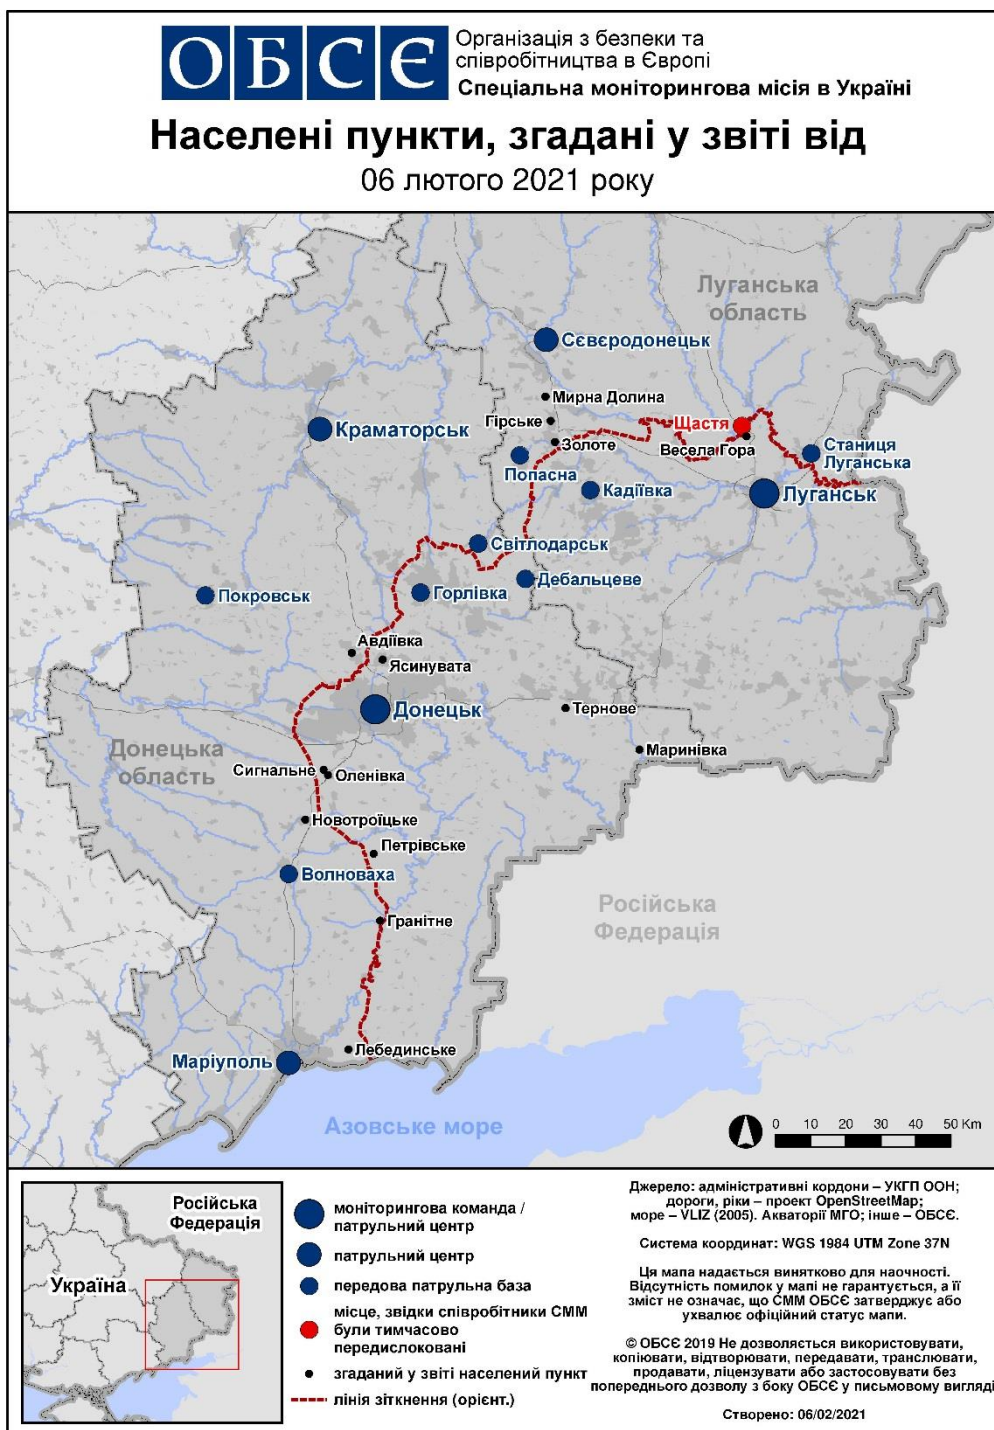 ОБСЄ
Організація з безпеки та
співробітництва в Європі
Спеціальна моніторингова місія в Україні
Населені пункти, згадані у звіті від
06 лютого 2021 року
Луганська
область
Сєвєродонецьк
Мирна Долина
Гірське
Щастя
Краматорськ
Золоте
Весела Гора
Станиця
Луганська
Попасна
Кадіївка
Луганськ
Світлодарськ
Дебальцеве
Покровськ
Горлівка
Авдіївка
Ясинувата
Донецьк
Тернове
Донецька
область
Маринівка
Сигнальне
Оленівка
Новотроїцьке
Петрівське
Волноваха
Російська
Федерація
Гранітне
Лебединське
Маріуполь
Азовське море
0 10 20 30 40 50 Km
Російська
Федерація
Україна
моніторингова команда /
патрульний центр
патрульний центр
передова патрульна база
місце, звідки співробітники СММ
були тимчасово
передислоковані
згаданий у звіті населений пункт
лінія зіткнення (орієнт.)
Джерело: адміністративні кордони – УКГП ООН;
дороги, ріки – проект OpenStreetMap;
море – VLIZ (2005). Акваторії МГО; інше – ОБСЄ.
Система координат: WGS 1984 UTM Zone 37N
Ця мапа надається винятково для наочності.
Відсутність помилок у мапі не гарантується, а її
зміст не означає, що СММ ОБСЄ затверджує або
ухвалює офіційний статус мапи.
© ОБСЄ 2019 Не дозволяється використовувати,
копіювати, відтворювати, передавати, транслювати,
продавати, ліцензувати або застосовувати без
попереднього дозволу з боку ОБСЄ у письмовому вигляді
Створено: 06/02/2021